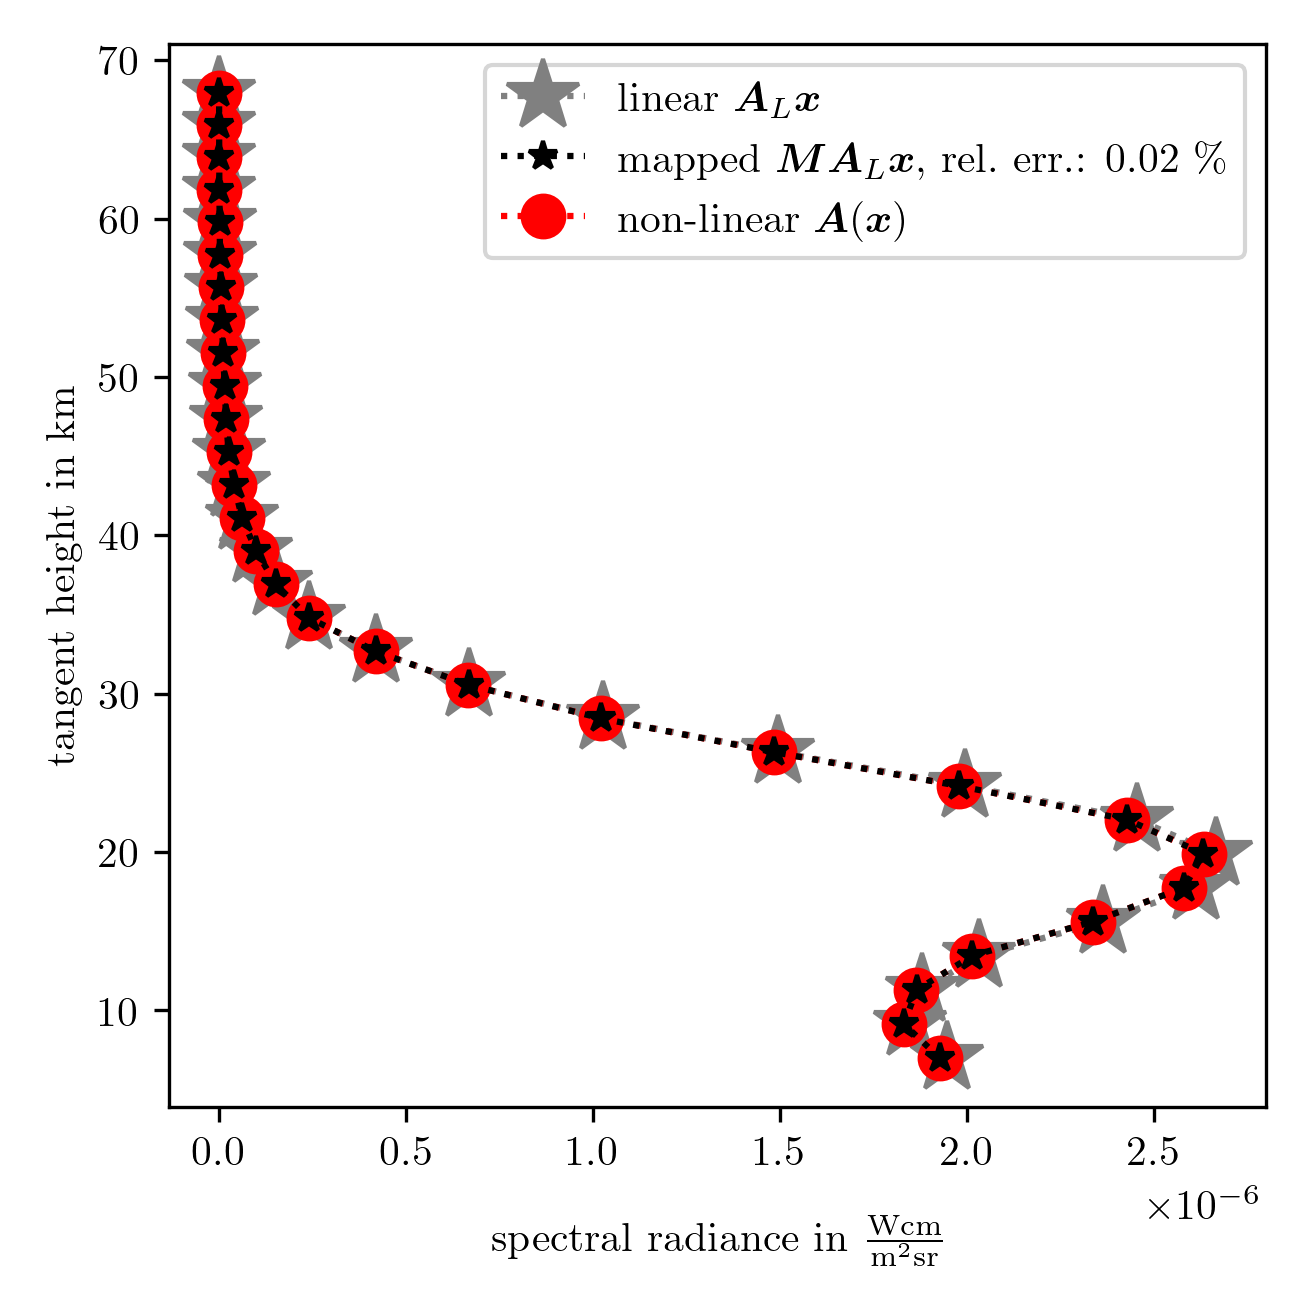 70
60
50
40
30
20
10
tangent height in km
linear A_L x
mapped MA_L x, rel. err.: 0.02 %
non-linear A(x)
0.0 0.5 1.0 1.5 2.0 2.5
×10⁻⁶
spectral radiance in Wcm/m²sr